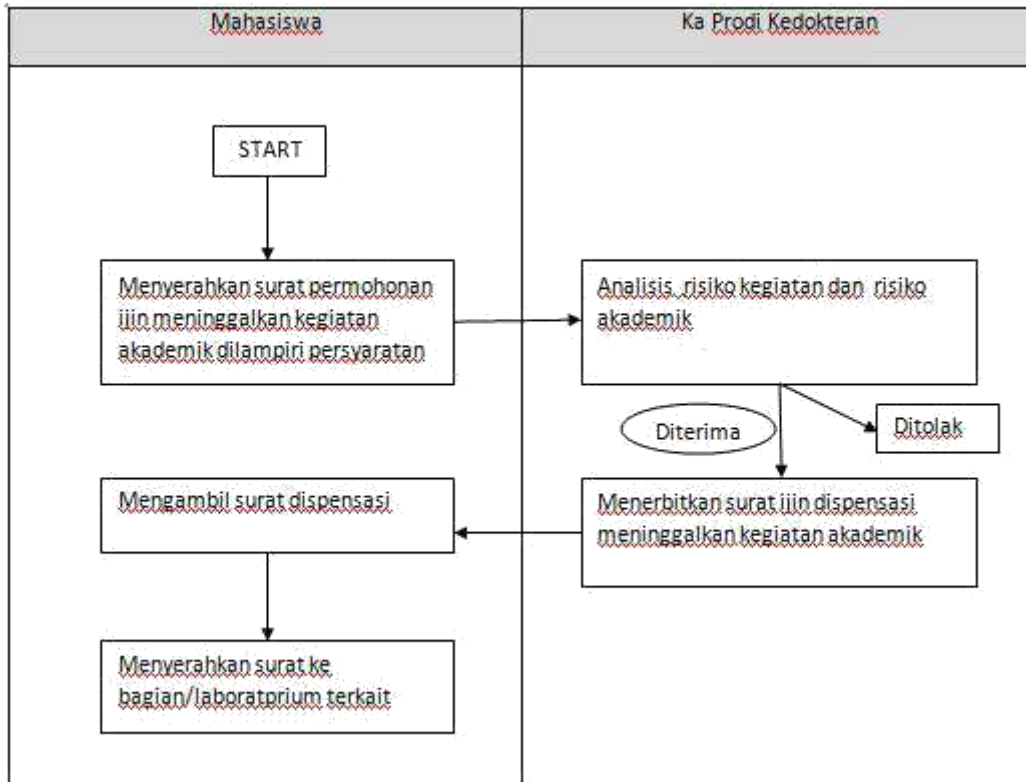 Mahasiswa
Ka Prodi Kedokteran
START
Menyerahkan surat permohonan
ijin meninggalkan kegiatan
akademik dilampiri persyaratan
Analisis risiko kegiatan dan risiko
akademik
Diterima
Ditolak
Mengambil surat dispensasi
Menerbitkan surat ijin dispensasi
meninggalkan kegiatan akademik
Menyerahkan surat ke
bagian/laboratprium terkait